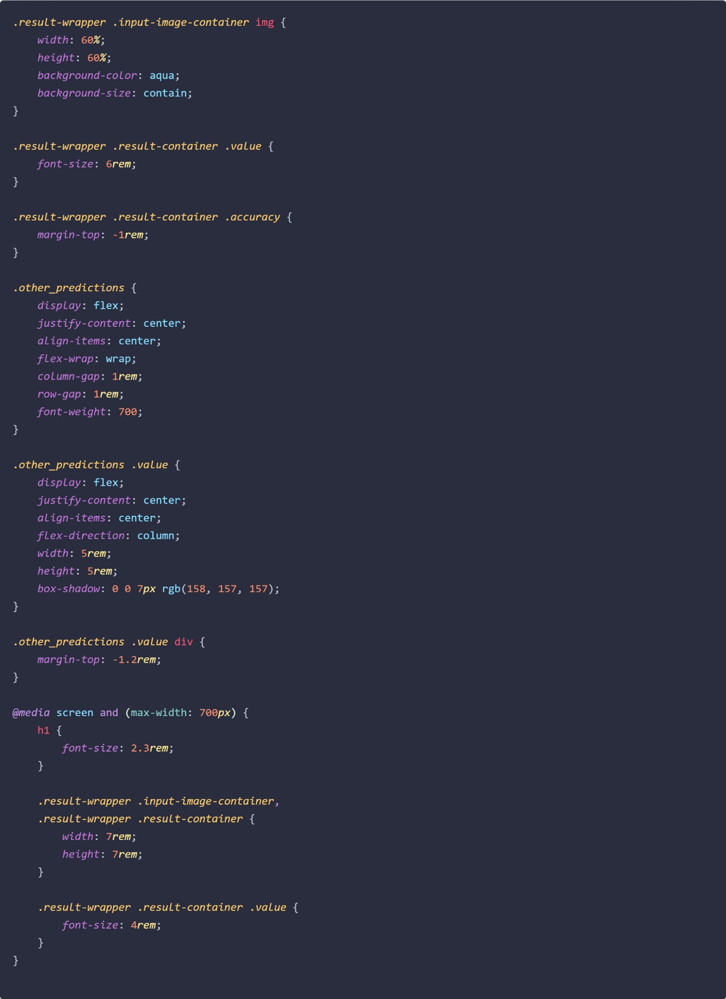 .result-wrapper .input-image-container img {
    width: 60%;
    height: 60%;
    background-color: aqua;
    background-size: contain;
}

.result-wrapper .result-container .value {
    font-size: 6rem;
}

.result-wrapper .result-container .accuracy {
    margin-top: -1rem;
}

.other_predictions {
    display: flex;
    justify-content: center;
    align-items: center;
    flex-wrap: wrap;
    column-gap: 1rem;
    row-gap: 1rem;
    font-weight: 700;
}

.other_predictions .value {
    display: flex;
    justify-content: center;
    align-items: center;
    flex-direction: column;
    width: 5rem;
    height: 5rem;
    box-shadow: 0 0 7px rgb(158, 157, 157);
}

.other_predictions .value div {
    margin-top: -1.2rem;
}

@media screen and (max-width: 700px) {
    h1 {
        font-size: 2.3rem;
    }

    .result-wrapper .input-image-container,
    .result-wrapper .result-container {
        width: 7rem;
        height: 7rem;
    }

    .result-wrapper .result-container .value {
        font-size: 4rem;
    }
}